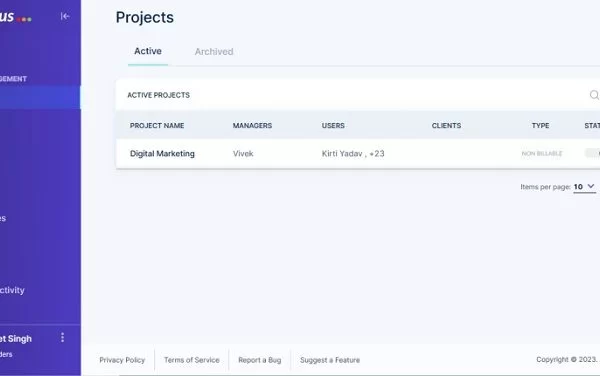 us
Projects
Active Archived
GEMENT
ACTIVE PROJECTS
PROJECT NAME MANAGERS USERS CLIENTS TYPE STAT
Digital Marketing Vivek Kirti Yadav , +23 NON BILLABLE
Items per page: 10
es
ctivity
et Singh
ders
Privacy Policy Terms of Service Report a Bug Suggest a Feature Copyright © 2023.